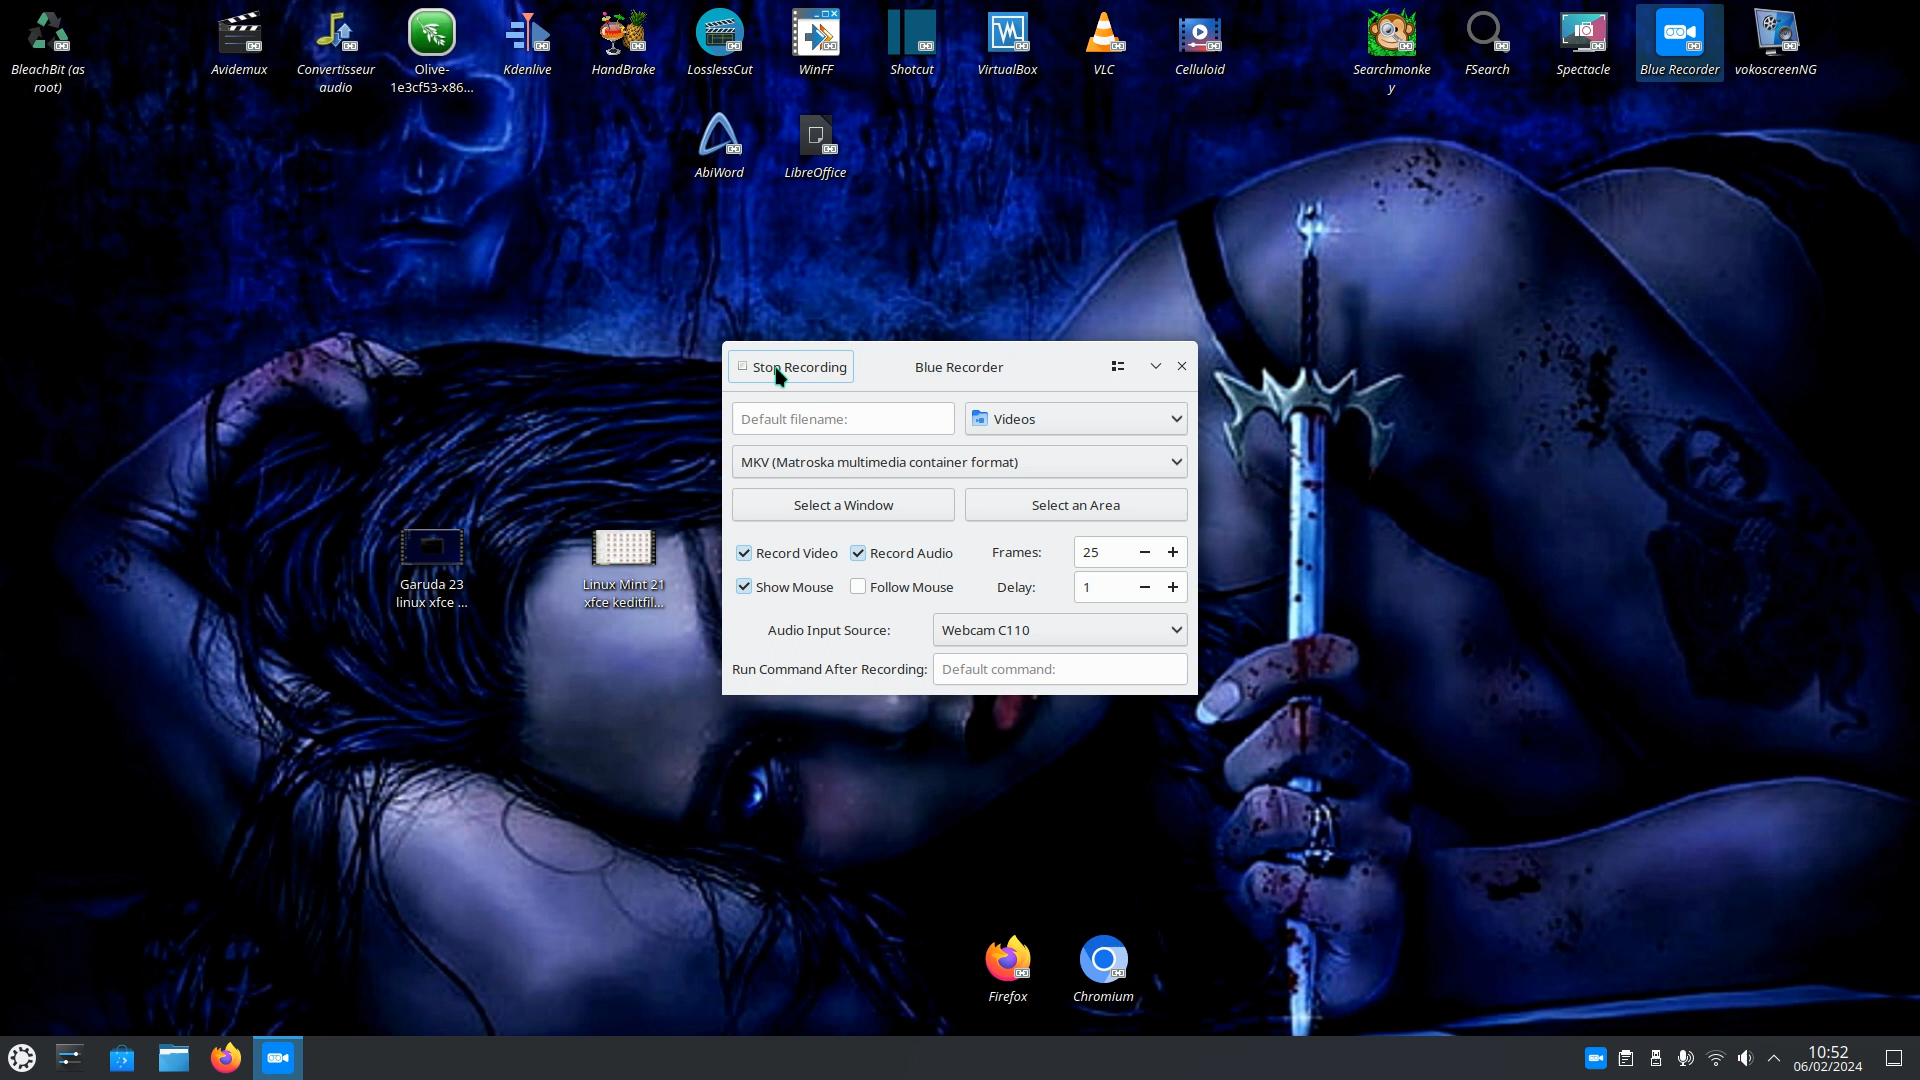 BleachBit (as
root)
Avidemux
Convertisseur
audio
Olive-
1e3cf53-x86...
Kdenlive
HandBrake
LosslessCut
WinFF
Shotcut
VirtualBox
VLC
Celluloid
Searchmonke
y
FSearch
Spectacle
Blue Recorder
vokoscreenNG
AbiWord
LibreOffice
Stop Recording
Blue Recorder
Default filename:
Videos
MKV (Matroska multimedia container format)
Select a Window
Select an Area
Record Video
Record Audio
Frames:
25
Show Mouse
Follow Mouse
Delay:
1
Audio Input Source:
Webcam C110
Run Command After Recording:
Default command:
Garuda 23
linux xfce ...
Linux Mint 21
xfce keditfil...
Firefox
Chromium
10:52
06/02/2024